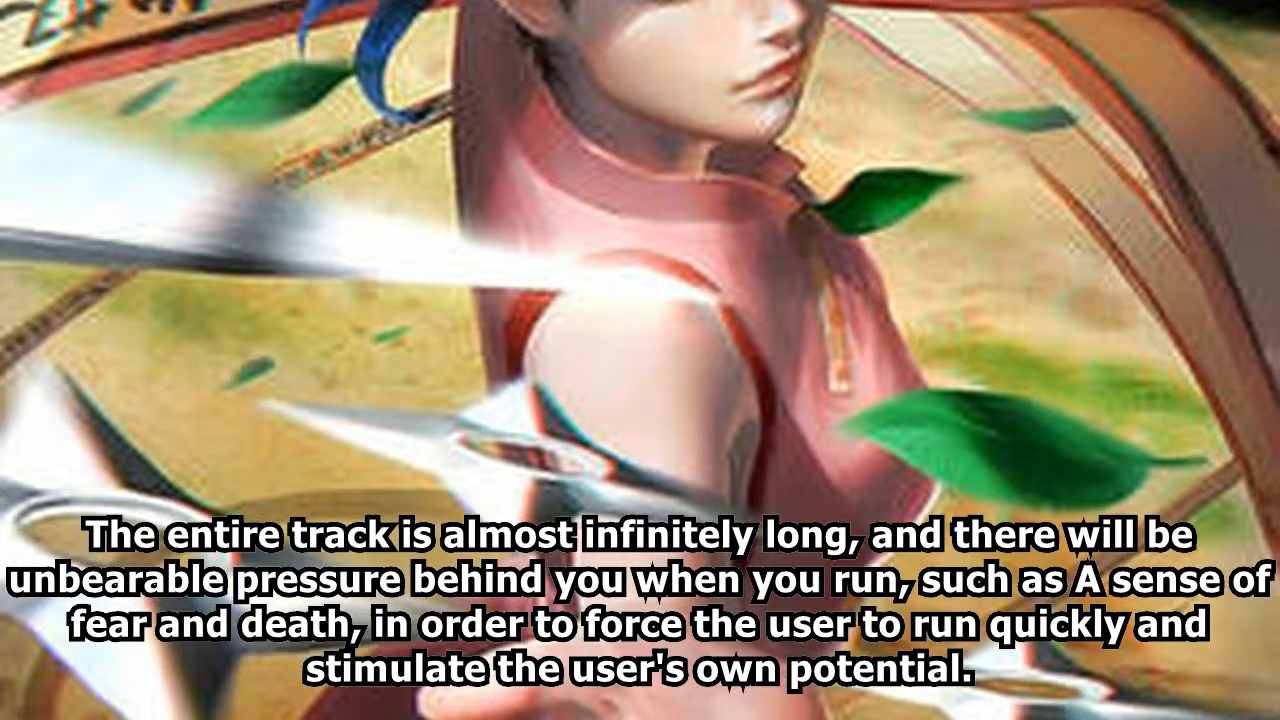 The entire track is almost infinitely long, and there will be
unbearable pressure behind you when you run, such as A sense of
fear and death, in order to force the user to run quickly and
stimulate the user's own potential.